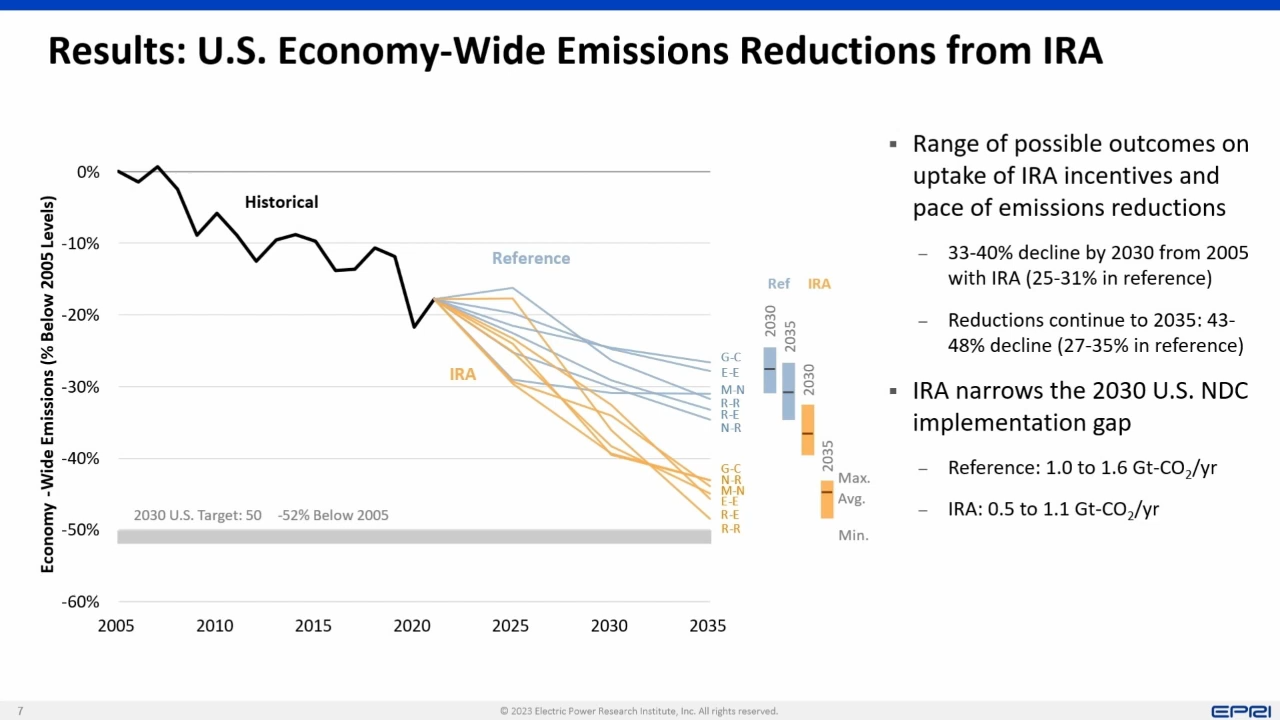 Results: U.S. Economy-Wide Emissions Reductions from IRA
Economy -Wide Emissions (% Below 2005 Levels)
0%
-10%
-20%
-30%
-40%
-50%
-60%
2005
2010
2015
2020
2025
2030
2035
Historical
Reference
IRA
2030 U.S. Target: 50 -52% Below 2005
G-C
E-E
M-N
R-R
R-E
N-R
G-C
N-R
M-N
E-E
R-E
R-R
Ref IRA
2030
2035
2030
2035
Max.
Avg.
Min.
▪ Range of possible outcomes on
uptake of IRA incentives and
pace of emissions reductions
– 33-40% decline by 2030 from 2005
with IRA (25-31% in reference)
– Reductions continue to 2035: 43-
48% decline (27-35% in reference)
▪ IRA narrows the 2030 U.S. NDC
implementation gap
– Reference: 1.0 to 1.6 Gt-CO₂/yr
– IRA: 0.5 to 1.1 Gt-CO₂/yr
7
© 2023 Electric Power Research Institute, Inc. All rights reserved.
EPRI